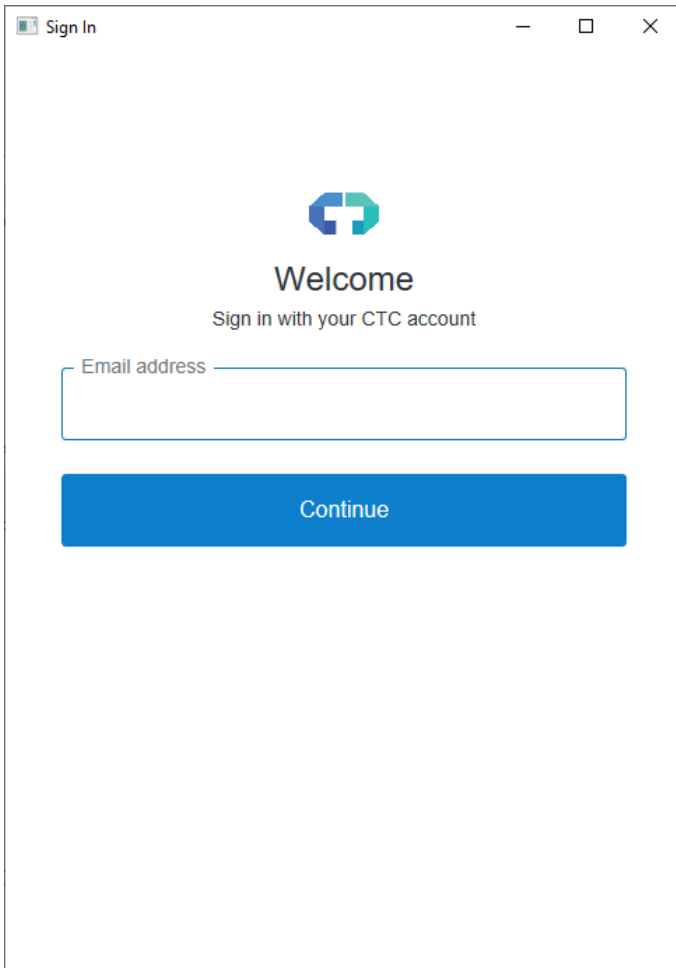 Sign In
Welcome
Sign in with your CTC account
Email address
Continue